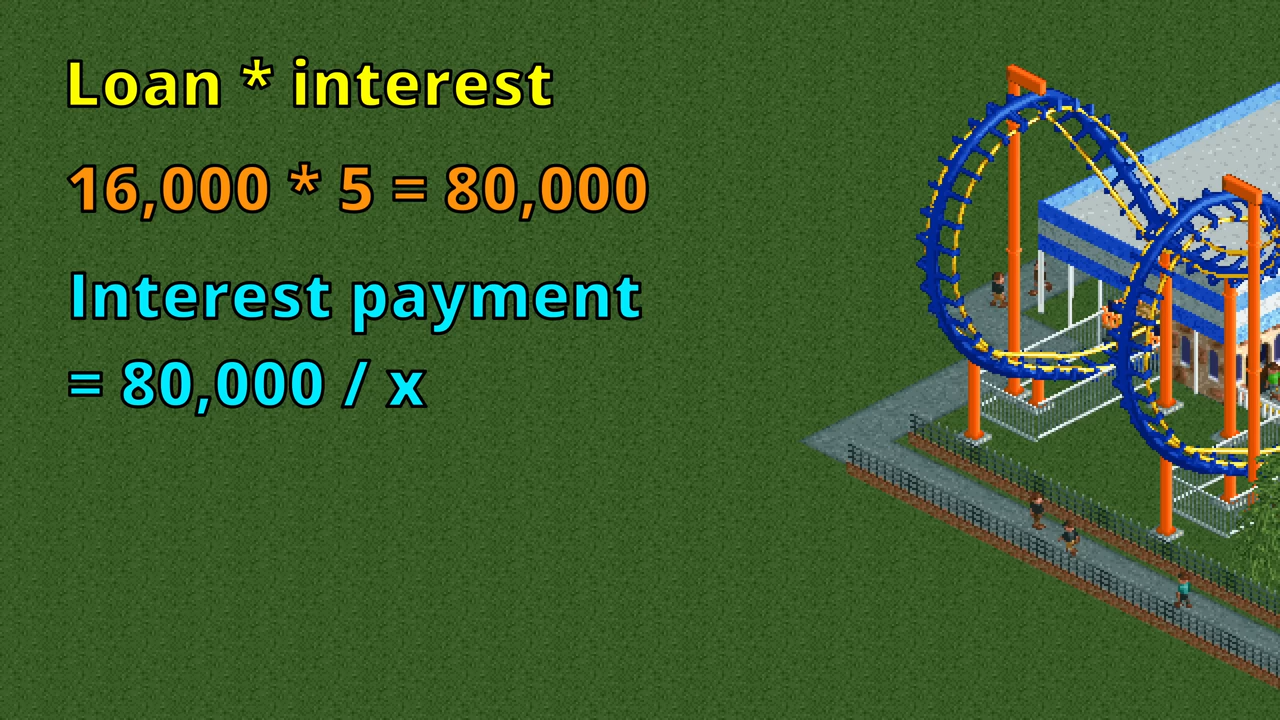 Loan * interest
16,000 * 5 = 80,000
Interest payment
= 80,000 / x